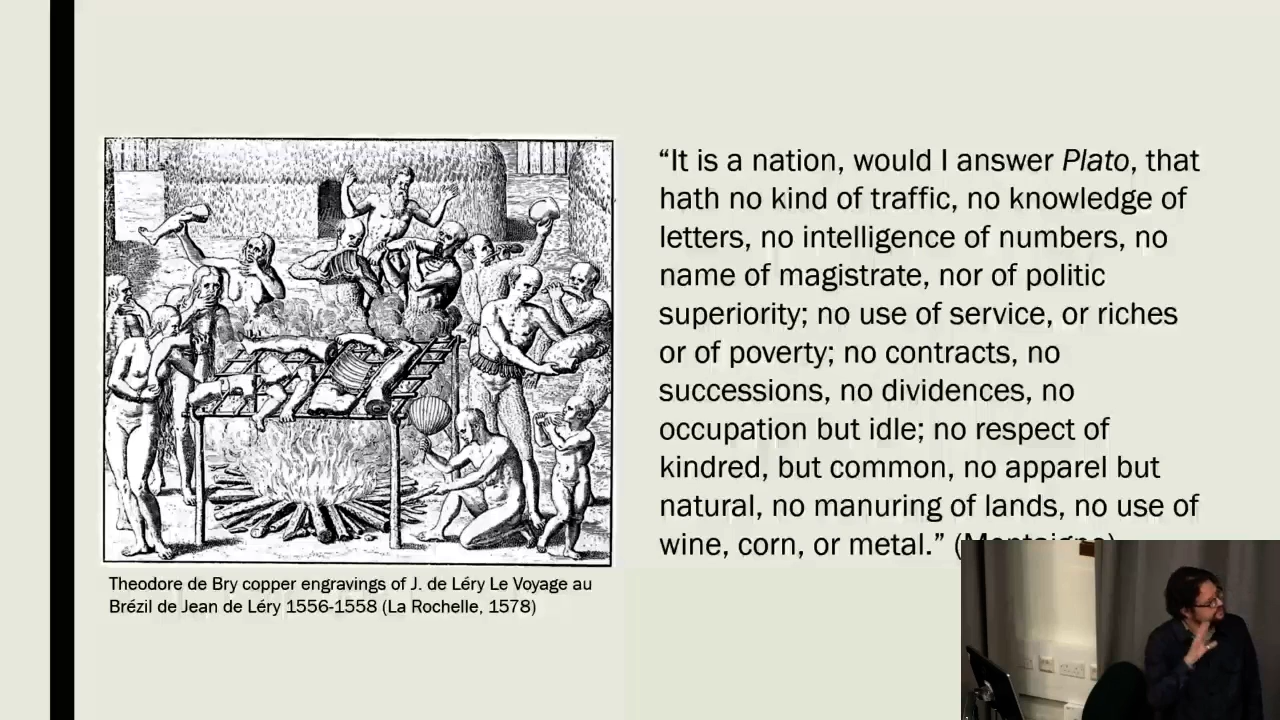 “It is a nation, would I answer Plato, that
hath no kind of traffic, no knowledge of
letters, no intelligence of numbers, no
name of magistrate, nor of politic
superiority; no use of service, or riches
or of poverty; no contracts, no
successions, no dividences, no
occupation but idle; no respect of
kindred, but common, no apparel but
natural, no manuring of lands, no use of
wine, corn, or metal.” (Montaigne)
Theodore de Bry copper engravings of J. de Léry Le Voyage au
Brézil de Jean de Léry 1556-1558 (La Rochelle, 1578)